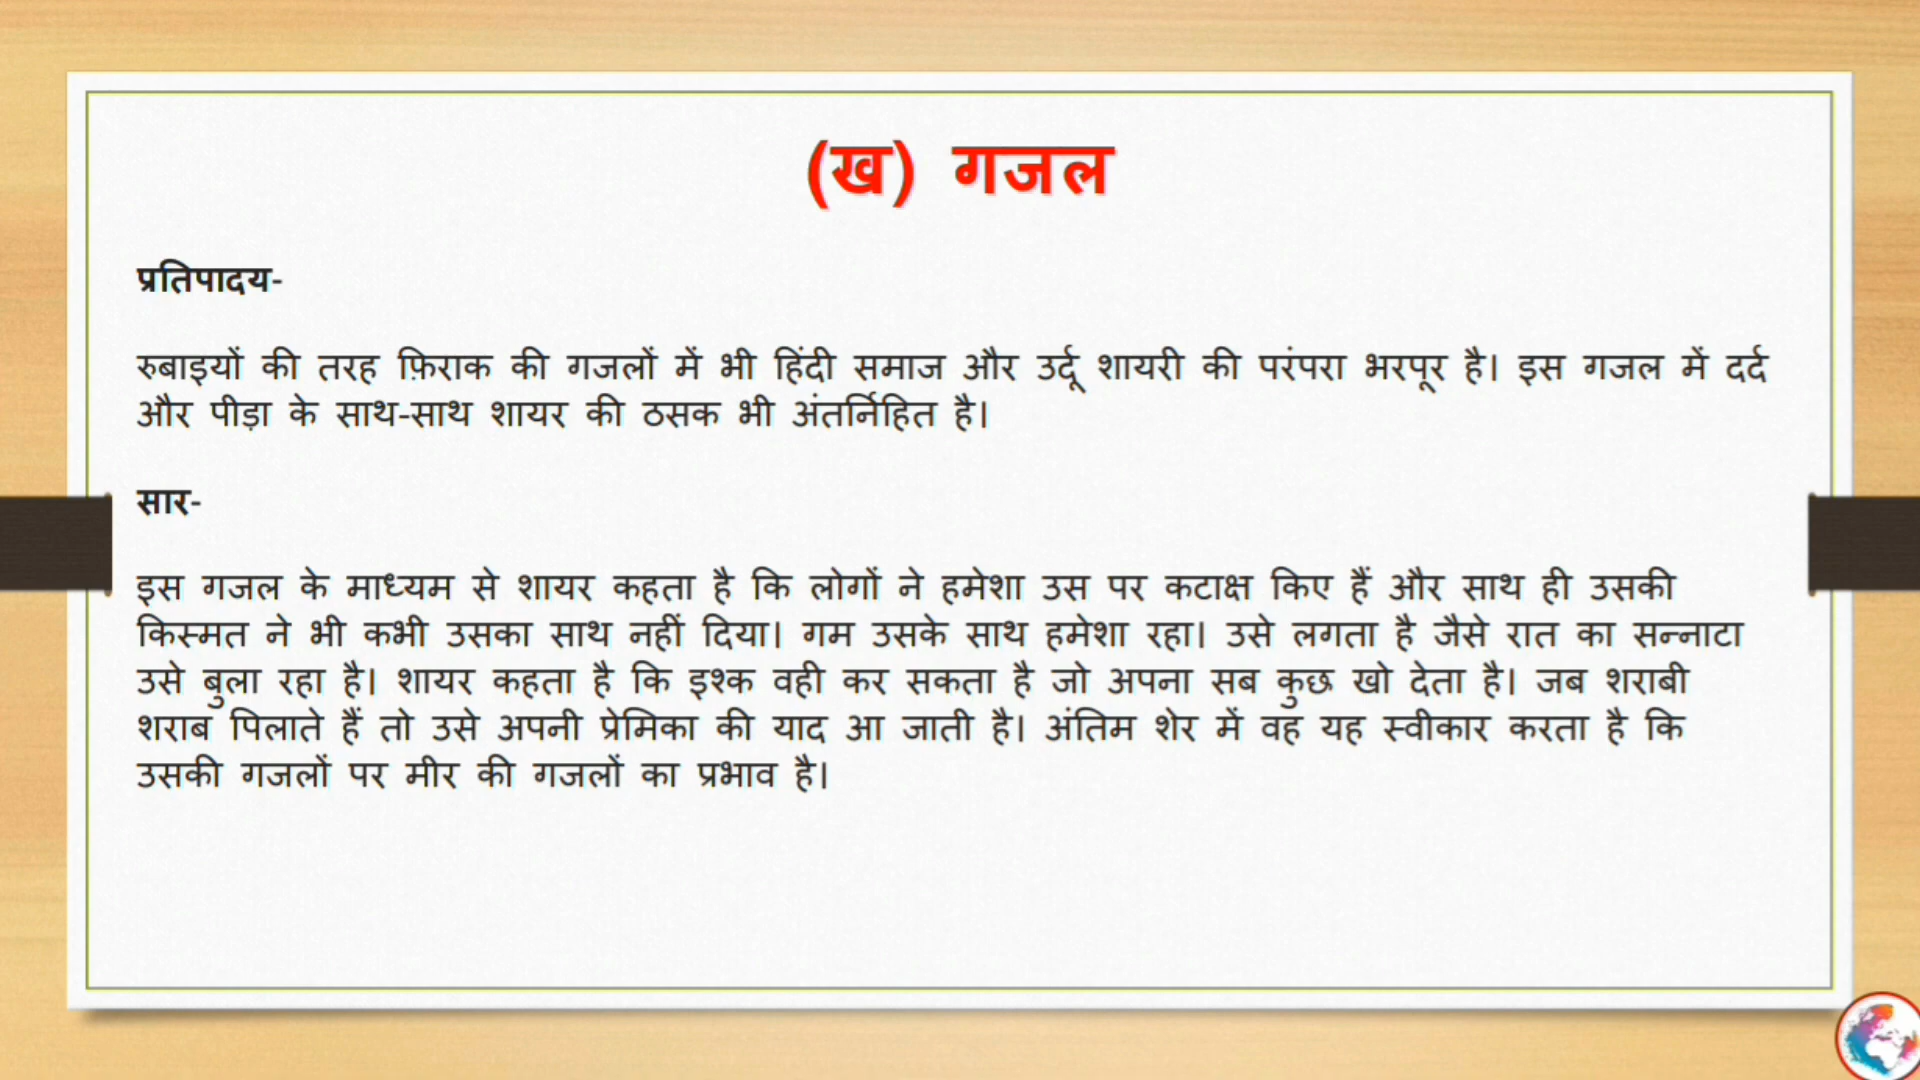 (ख) गजल
प्रतिपादय-
रुबाइयों की तरह फ़िराक की गजलों में भी हिंदी समाज और उर्दू शायरी की परंपरा भरपूर है। इस गजल में दर्द
और पीड़ा के साथ-साथ शायर की ठसक भी अंतर्निहित है।
सार-
इस गजल के माध्यम से शायर कहता है कि लोगों ने हमेशा उस पर कटाक्ष किए हैं और साथ ही उसकी
किस्मत ने भी कभी उसका साथ नहीं दिया। गम उसके साथ हमेशा रहा। उसे लगता है जैसे रात का सन्नाटा
उसे बुला रहा है। शायर कहता है कि इश्क वही कर सकता है जो अपना सब कुछ खो देता है। जब शराबी
शराब पिलाते हैं तो उसे अपनी प्रेमिका की याद आ जाती है। अंतिम शेर में वह यह स्वीकार करता है कि
उसकी गजलों पर मीर की गजलों का प्रभाव है।